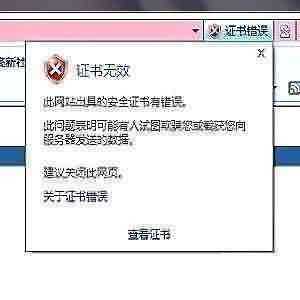 证书错误
证书无效
此网站出具的安全证书有错误。
此问题表明可能有人试图欺骗您或截获您向
服务器发送的数据。
建议关闭此网页。
关于证书错误
查看证书